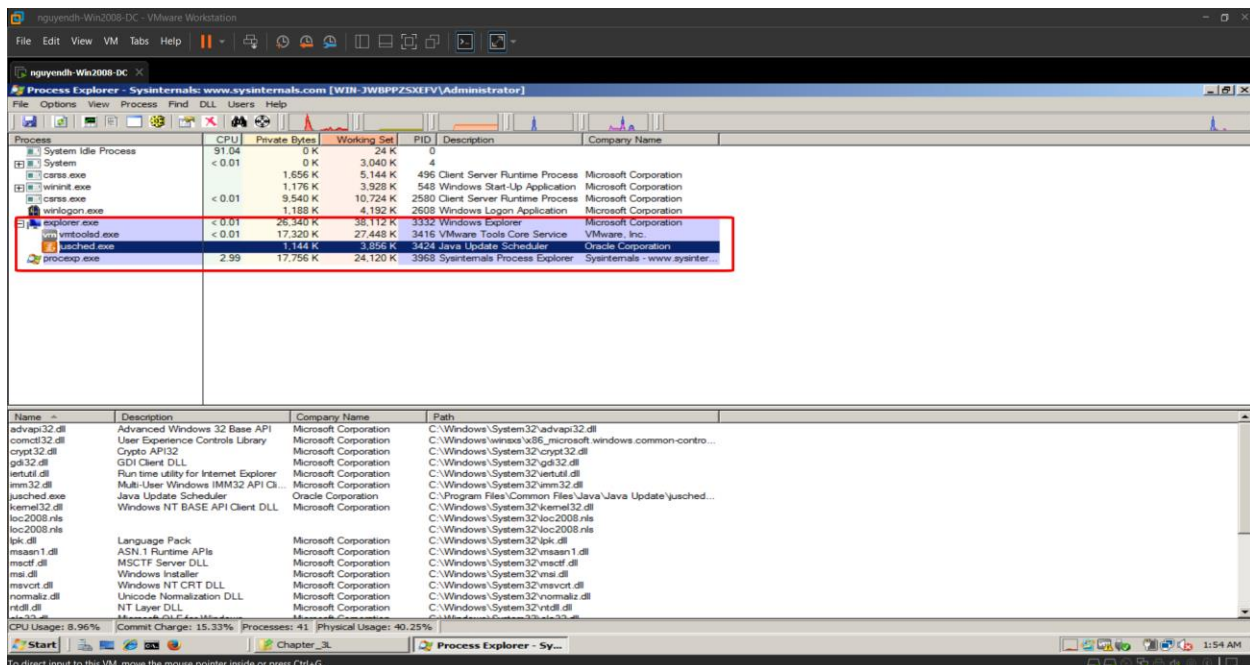 nguyendh-Win2008-DC - VMware Workstation
File Edit View VM Tabs Help
nguyendh-Win2008-DC
Process Explorer - Sysinternals: www.sysinternals.com [WIN-JWBPPZSXEFV\Administrator]
File Options View Process Find DLL Users Help
Process CPU Private Bytes Working Set PID Description Company Name
System Idle Process 91.04 0 K 24 K 0
System < 0.01 0 K 3,040 K 4
csrss.exe 1,656 K 5,144 K 496 Client Server Runtime Process Microsoft Corporation
wininit.exe 1,176 K 3,928 K 548 Windows Start-Up Application Microsoft Corporation
csrss.exe < 0.01 9,540 K 10,724 K 2580 Client Server Runtime Process Microsoft Corporation
winlogon.exe 1,188 K 4,192 K 2608 Windows Logon Application Microsoft Corporation
explorer.exe < 0.01 26,340 K 38,112 K 3332 Windows Explorer Microsoft Corporation
vmtoolsd.exe < 0.01 17,320 K 27,448 K 3416 VMware Tools Core Service VMware, Inc.
jusched.exe 1,144 K 3,856 K 3424 Java Update Scheduler Oracle Corporation
procexp.exe 2.99 17,756 K 24,120 K 3968 Sysinternals Process Explorer Sysinternals - www.sysinter...
Name Description Company Name Path
advapi32.dll Advanced Windows 32 Base API Microsoft Corporation C:\Windows\System32\advapi32.dll
comctl32.dll User Experience Controls Library Microsoft Corporation C:\Windows\winsxs\x86_microsoft.windows.common-contro...
crypt32.dll Crypto API32 Microsoft Corporation C:\Windows\System32\crypt32.dll
gdi32.dll GDI Client DLL Microsoft Corporation C:\Windows\System32\gdi32.dll
iertutil.dll Run time utility for Internet Explorer Microsoft Corporation C:\Windows\System32\iertutil.dll
imm32.dll Multi-User Windows IMM32 API Cli... Microsoft Corporation C:\Windows\System32\imm32.dll
jusched.exe Java Update Scheduler Oracle Corporation C:\Program Files\Common Files\Java\Java Update\jusched...
kernel32.dll Windows NT BASE API Client DLL Microsoft Corporation C:\Windows\System32\kernel32.dll
loc2008.nls C:\Windows\System32\loc2008.nls
loc2008.nls C:\Windows\System32\loc2008.nls
lpk.dll Language Pack Microsoft Corporation C:\Windows\System32\lpk.dll
msasn1.dll ASN.1 Runtime APIs Microsoft Corporation C:\Windows\System32\msasn1.dll
msctf.dll MSCTF Server DLL Microsoft Corporation C:\Windows\System32\msctf.dll
msi.dll Windows Installer Microsoft Corporation C:\Windows\System32\msi.dll
msvcrt.dll Windows NT CRT DLL Microsoft Corporation C:\Windows\System32\msvcrt.dll
normaliz.dll Unicode Normalization DLL Microsoft Corporation C:\Windows\System32\normaliz.dll
ntdll.dll NT Layer DLL Microsoft Corporation C:\Windows\System32\ntdll.dll
CPU Usage: 8.96% Commit Charge: 15.33% Processes: 41 Physical Usage: 40.25%
Start Chapter_3L Process Explorer - Sy... 1:54 AM
To direct input to this VM, move the mouse pointer inside or press Ctrl+G.